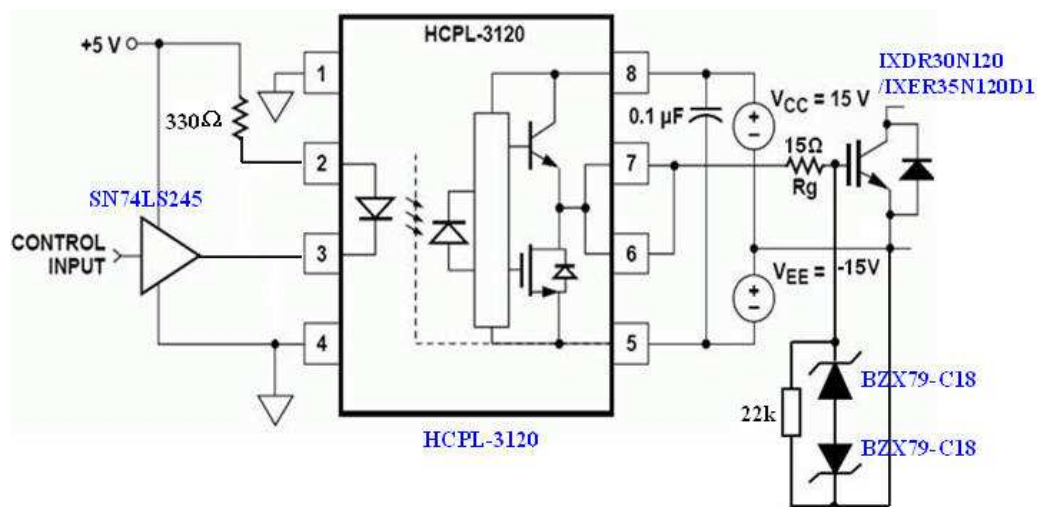 HCPL-3120
+5 V
330Ω
SN74LS245
CONTROL
INPUT
1
2
3
4
8
7
6
5
0.1 µF
VCC = 15 V
IXDR30N120
/IXER35N120D1
15Ω
Rg
VEE = -15V
22k
BZX79-C18
BZX79-C18
HCPL-3120